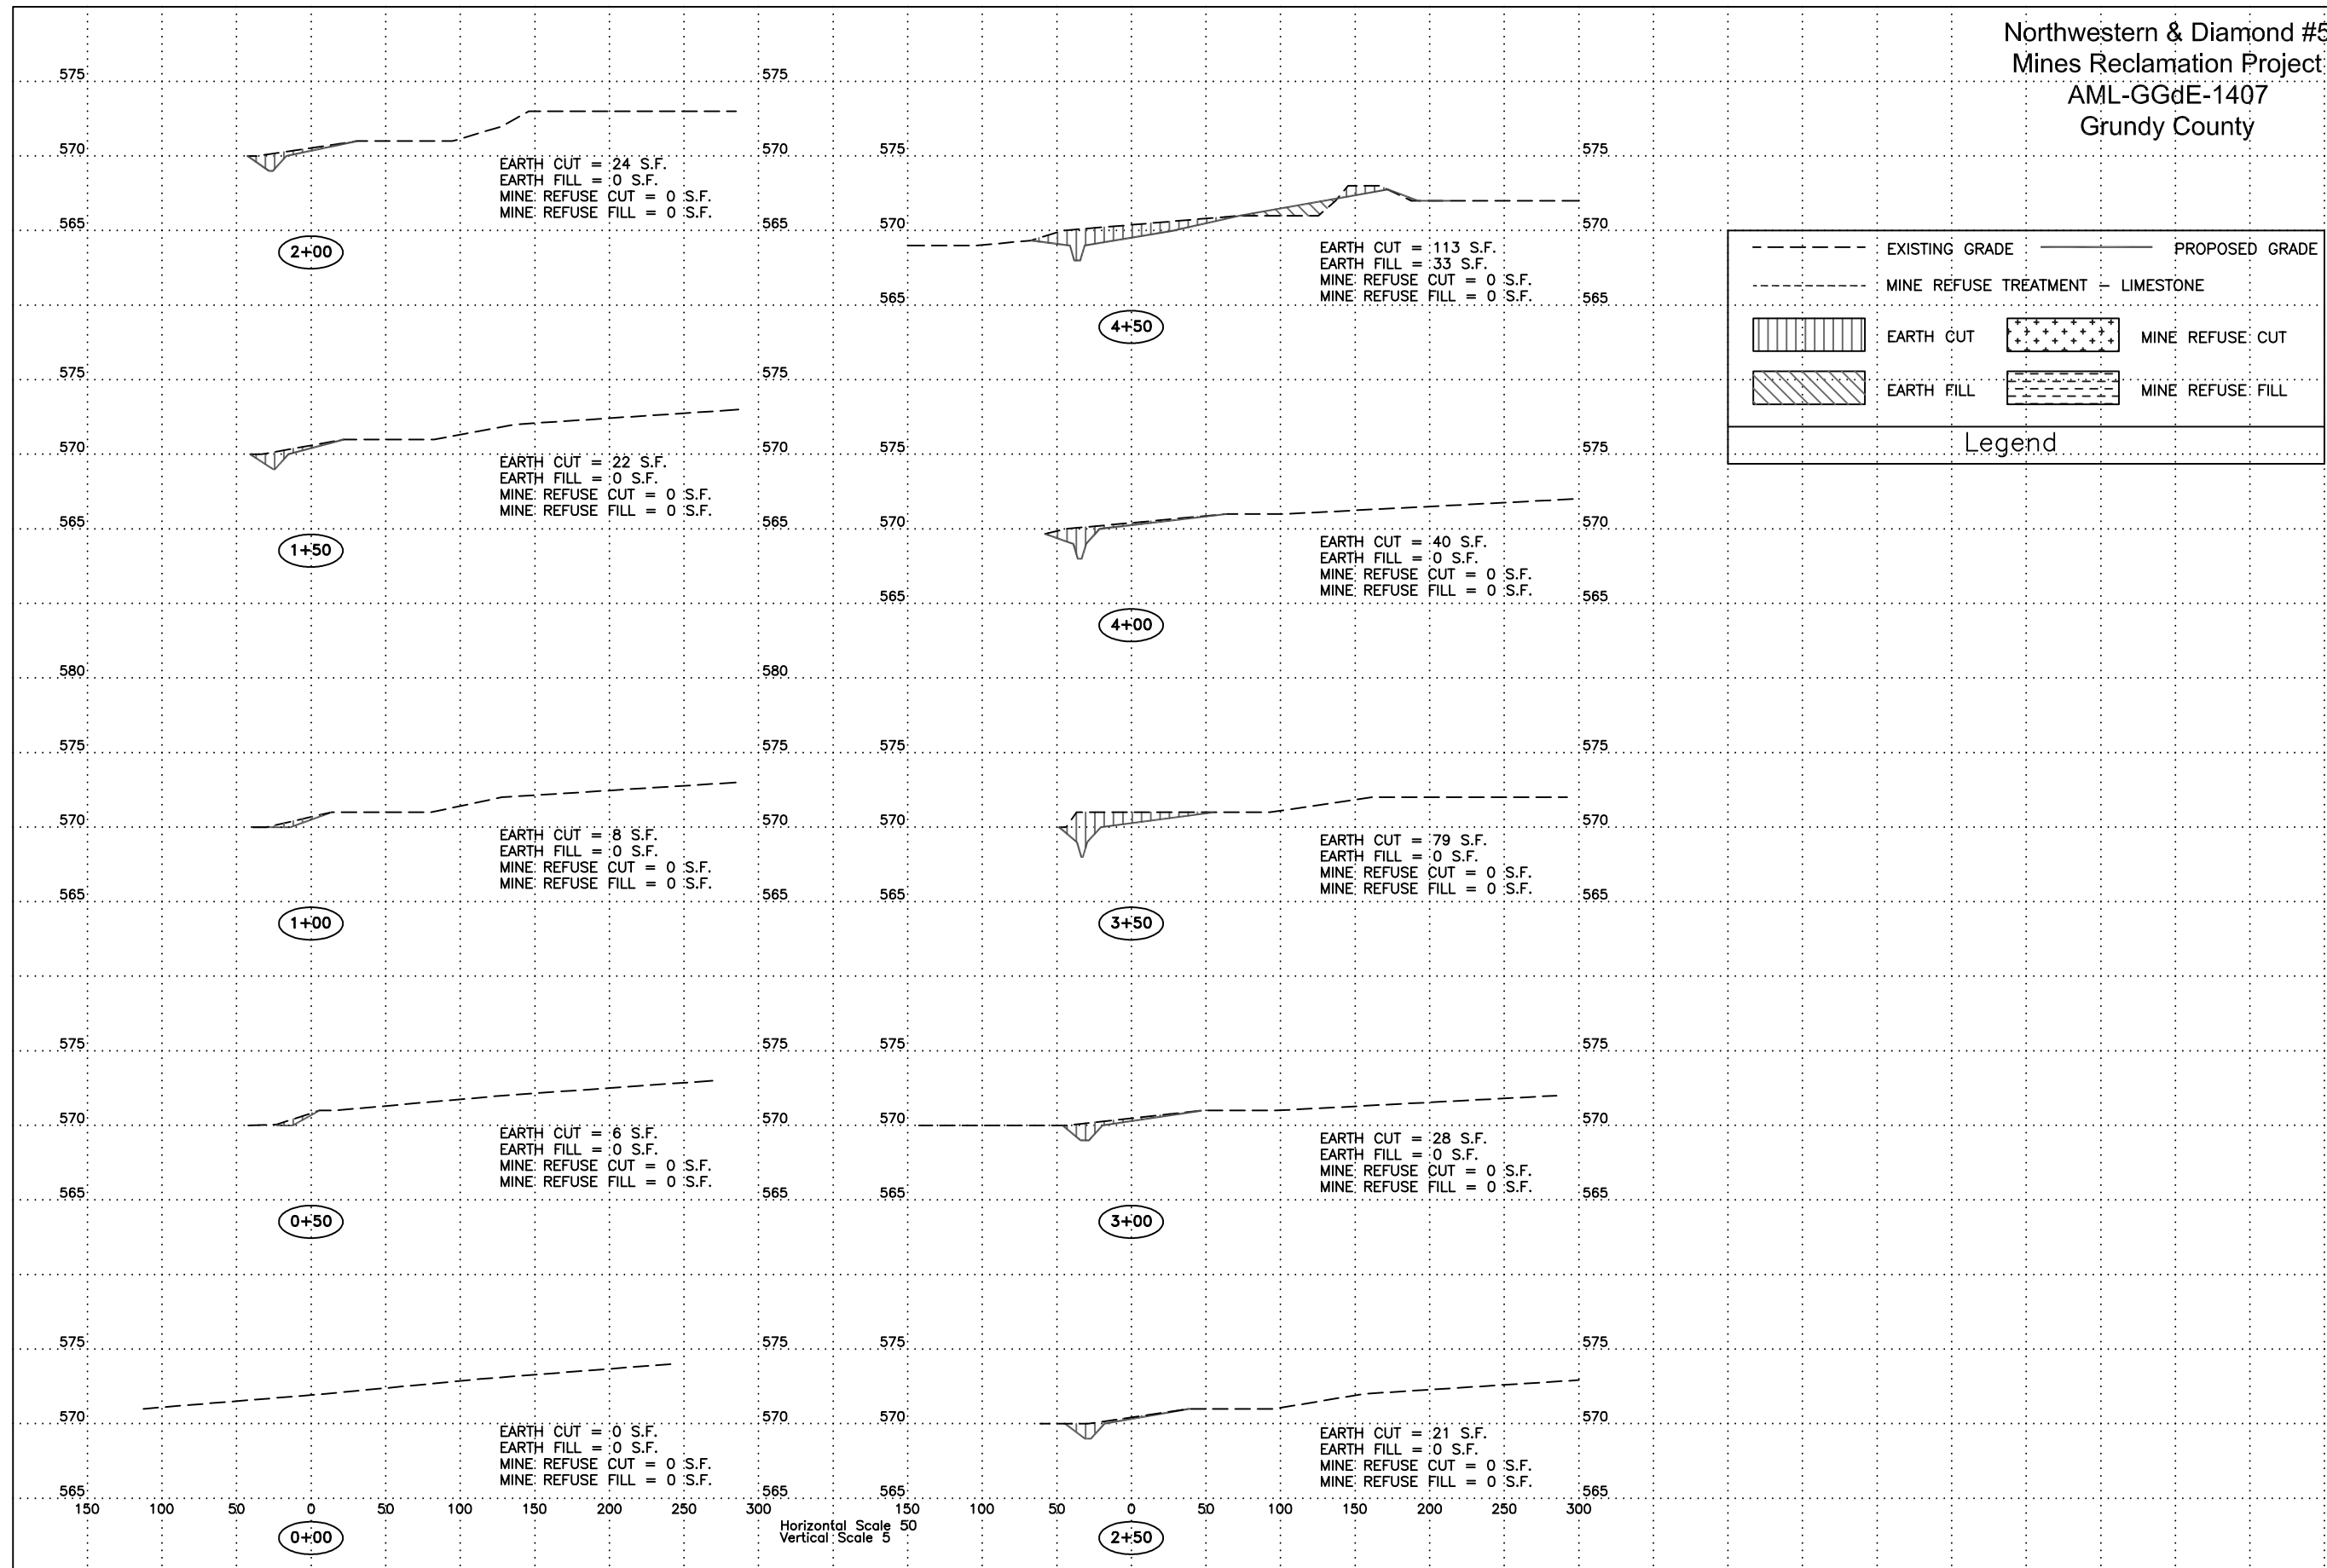 Northwestern & Diamond #5
Mines Reclamation Project
AML-GGdE-1407
Grundy County
575 575
570 570
EARTH CUT = 24 S.F.
EARTH FILL = 0 S.F.
MINE REFUSE CUT = 0 S.F.
MINE REFUSE FILL = 0 S.F.
565 565
2+00
575 575
570 570
EARTH CUT = 22 S.F.
EARTH FILL = 0 S.F.
MINE REFUSE CUT = 0 S.F.
MINE REFUSE FILL = 0 S.F.
565 565
1+50
580 580
575 575
570 570
EARTH CUT = 8 S.F.
EARTH FILL = 0 S.F.
MINE REFUSE CUT = 0 S.F.
MINE REFUSE FILL = 0 S.F.
565 565
1+00
575 575
570 570
EARTH CUT = 6 S.F.
EARTH FILL = 0 S.F.
MINE REFUSE CUT = 0 S.F.
MINE REFUSE FILL = 0 S.F.
565 565
0+50
575 575
570 570
EARTH CUT = 0 S.F.
EARTH FILL = 0 S.F.
MINE REFUSE CUT = 0 S.F.
MINE REFUSE FILL = 0 S.F.
565 565
150 100 50 0 50 100 150 200 250 300
0+00
Horizontal Scale 50
Vertical Scale 5
575 575
570 570
EARTH CUT = 113 S.F.
EARTH FILL = 33 S.F.
MINE REFUSE CUT = 0 S.F.
MINE REFUSE FILL = 0 S.F.
565 565
4+50
575 575
570 570
EARTH CUT = 40 S.F.
EARTH FILL = 0 S.F.
MINE REFUSE CUT = 0 S.F.
MINE REFUSE FILL = 0 S.F.
565 565
4+00
575 575
570 570
EARTH CUT = 79 S.F.
EARTH FILL = 0 S.F.
MINE REFUSE CUT = 0 S.F.
MINE REFUSE FILL = 0 S.F.
565 565
3+50
575 575
570 570
EARTH CUT = 28 S.F.
EARTH FILL = 0 S.F.
MINE REFUSE CUT = 0 S.F.
MINE REFUSE FILL = 0 S.F.
565 565
3+00
575 575
570 570
EARTH CUT = 21 S.F.
EARTH FILL = 0 S.F.
MINE REFUSE CUT = 0 S.F.
MINE REFUSE FILL = 0 S.F.
565 565
150 100 50 0 50 100 150 200 250 300
2+50
EXISTING GRADE PROPOSED GRADE
MINE REFUSE TREATMENT – LIMESTONE
EARTH CUT MINE REFUSE CUT
EARTH FILL MINE REFUSE FILL
Legend